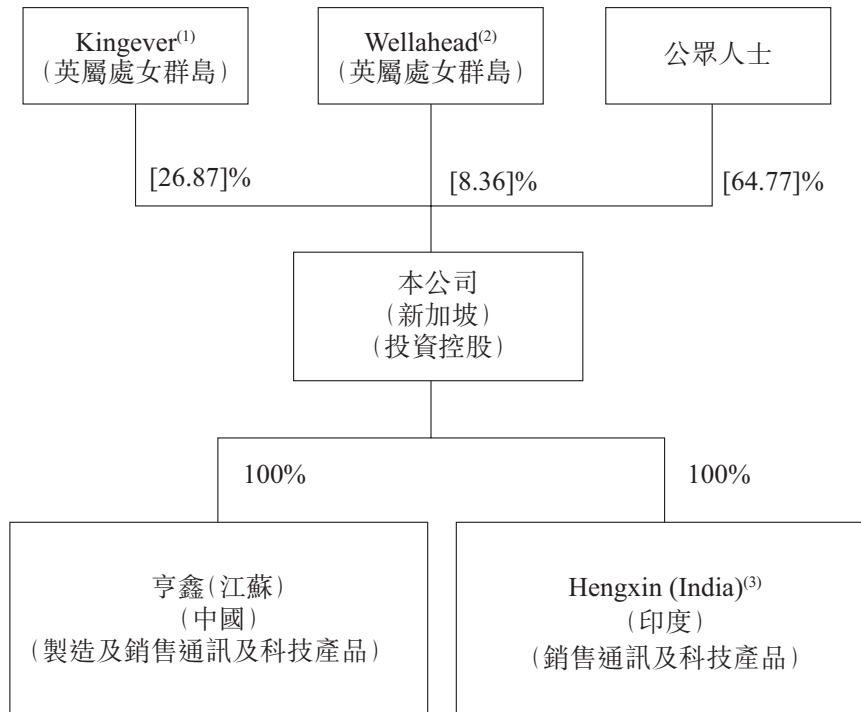 Kingever(1)
(英屬處女群島)
Wellahead(2)
(英屬處女群島)
公眾人士
[26.87]%
[8.36]%
[64.77]%
本公司
(新加坡)
(投資控股)
100%
100%
亨鑫(江蘇)
(中國)
(製造及銷售通訊及科技產品)
Hengxin (India)(3)
(印度)
(銷售通訊及科技產品)